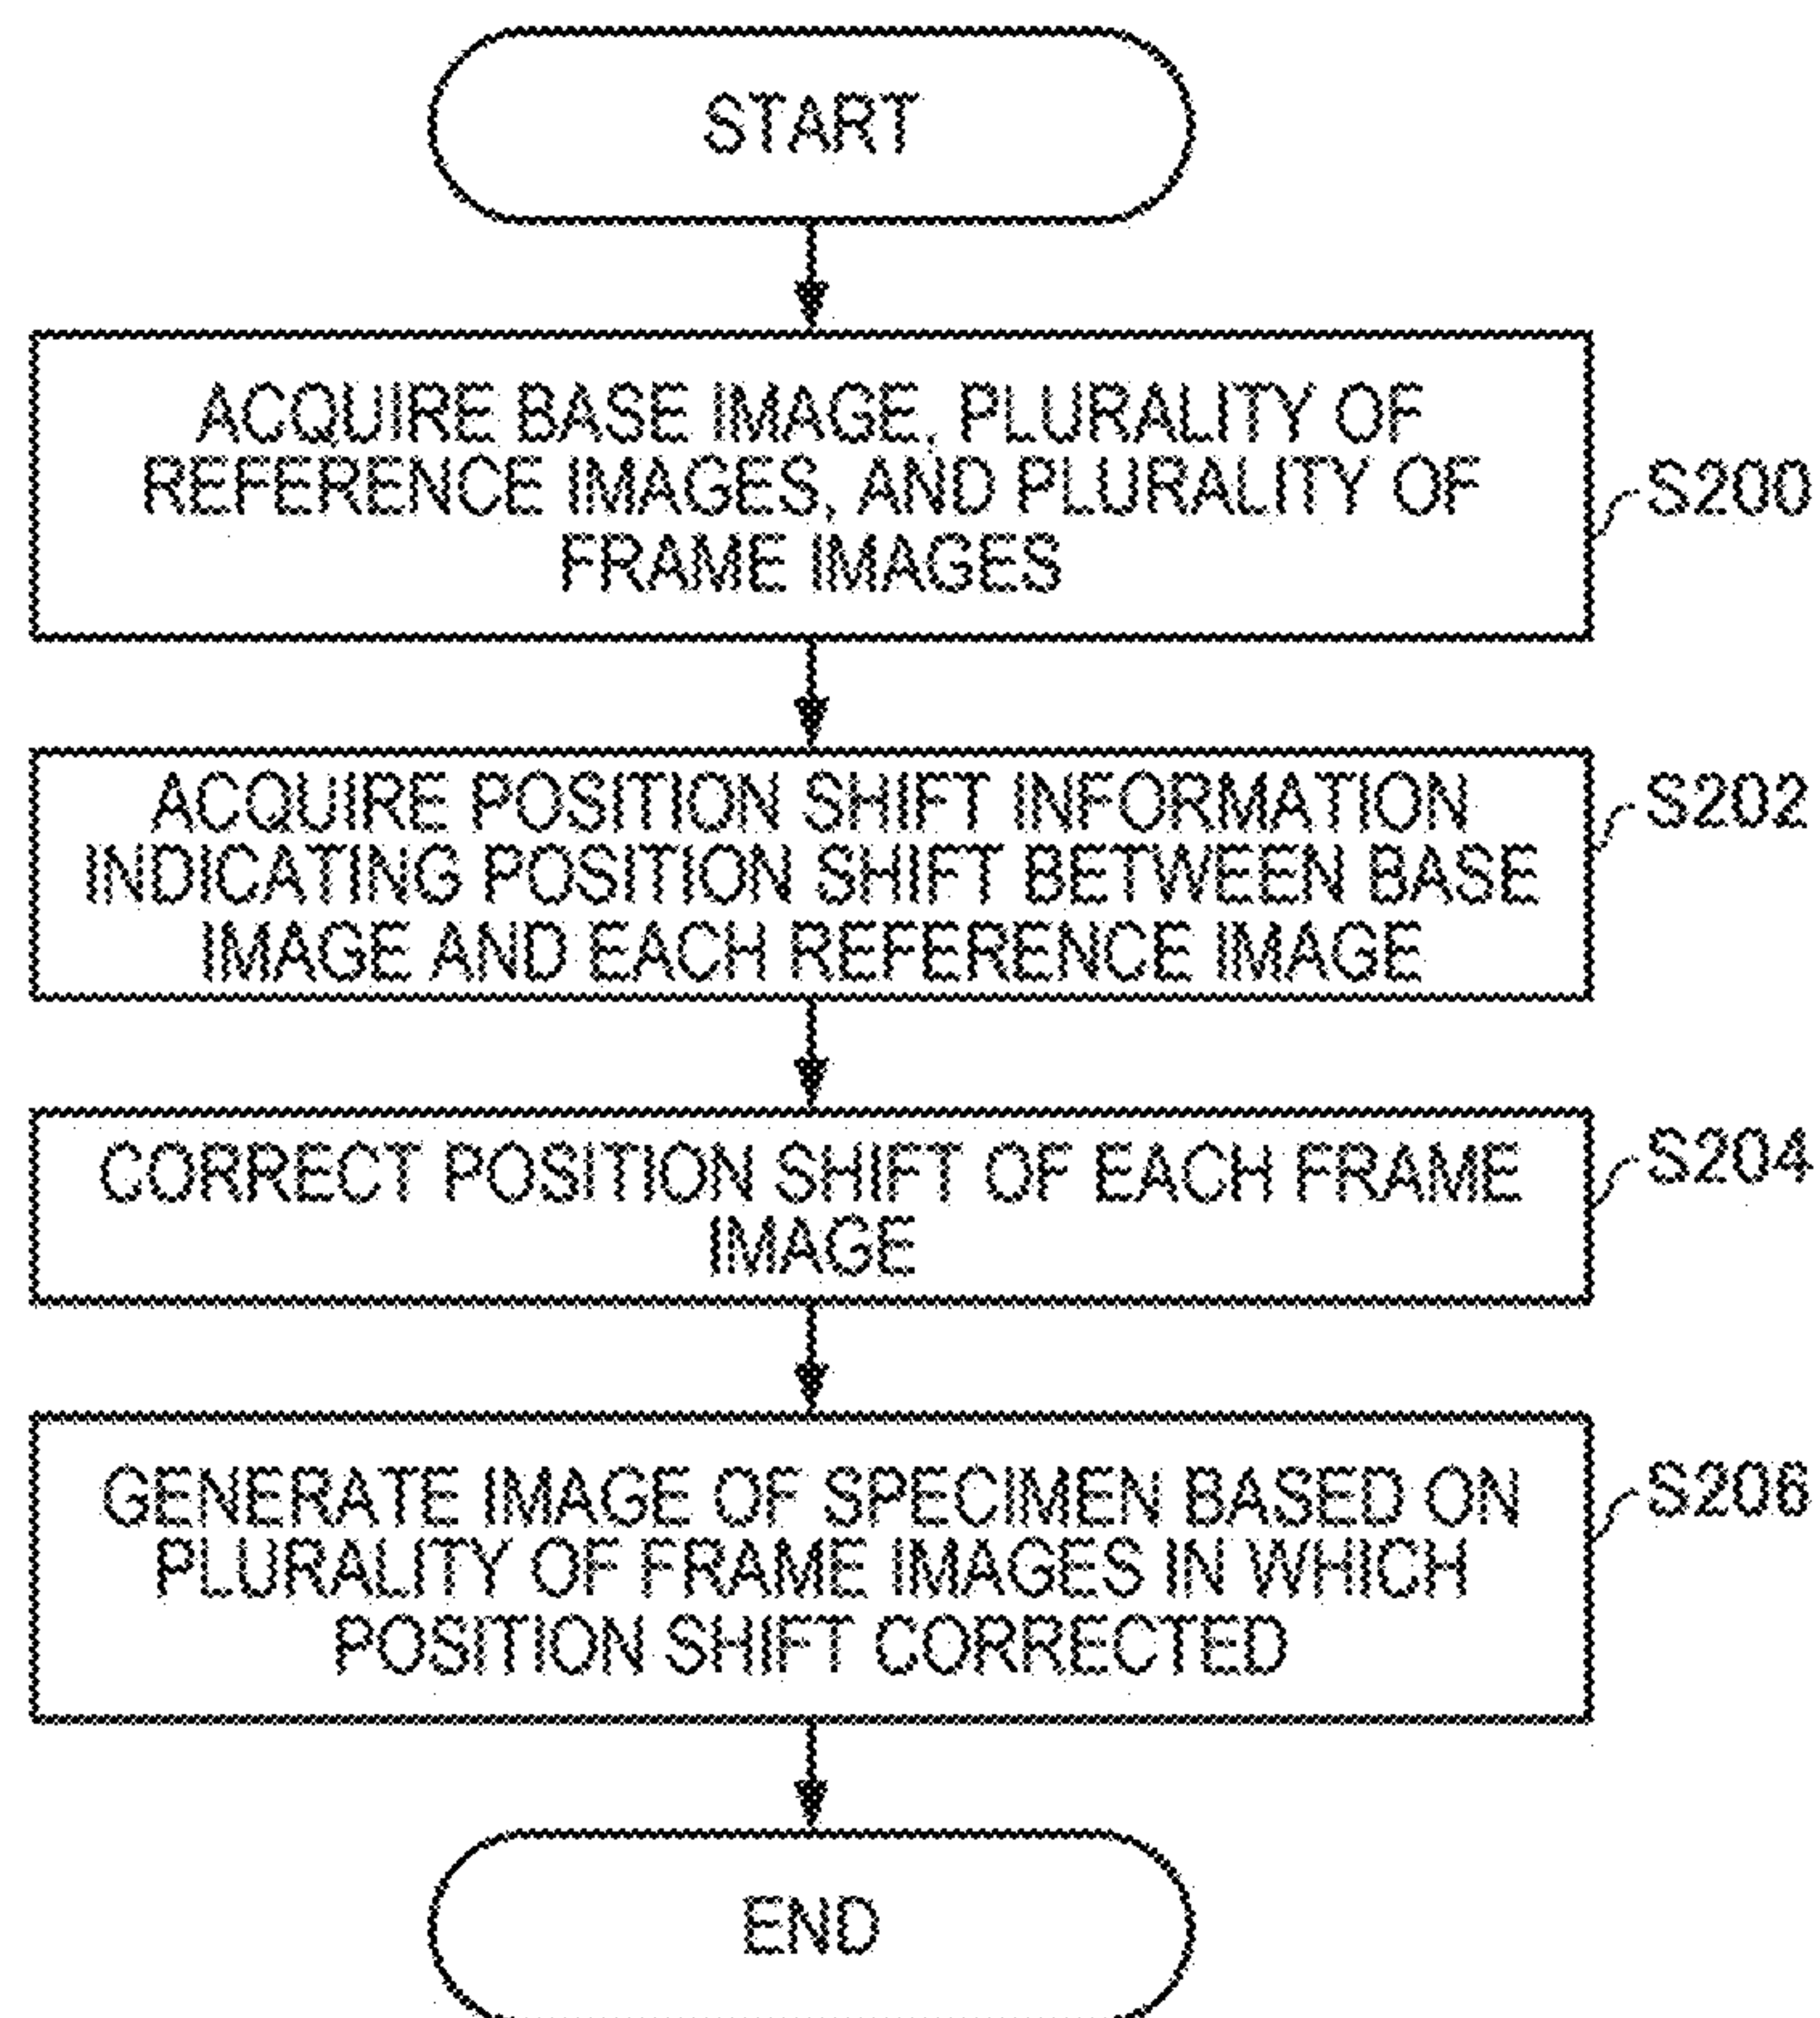 START
ACQUIRE BASE IMAGE, PLURALITY OF
REFERENCE IMAGES, AND PLURALITY OF
FRAME IMAGES
S200
ACQUIRE POSITION SHIFT INFORMATION
INDICATING POSITION SHIFT BETWEEN BASE
IMAGE AND EACH REFERENCE IMAGE
S202
CORRECT POSITION SHIFT OF EACH FRAME
IMAGE
S204
GENERATE IMAGE OF SPECIMEN BASED ON
PLURALITY OF FRAME IMAGES IN WHICH
POSITION SHIFT CORRECTED
S206
END